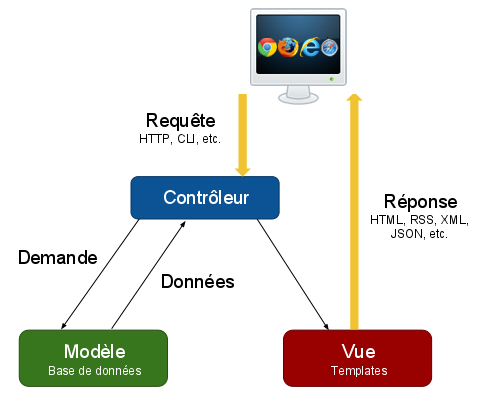 Requête
HTTP, CLI, etc.
Contrôleur
Réponse
HTML, RSS, XML,
JSON, etc.
Demande
Données
Modèle
Base de données
Vue
Templates